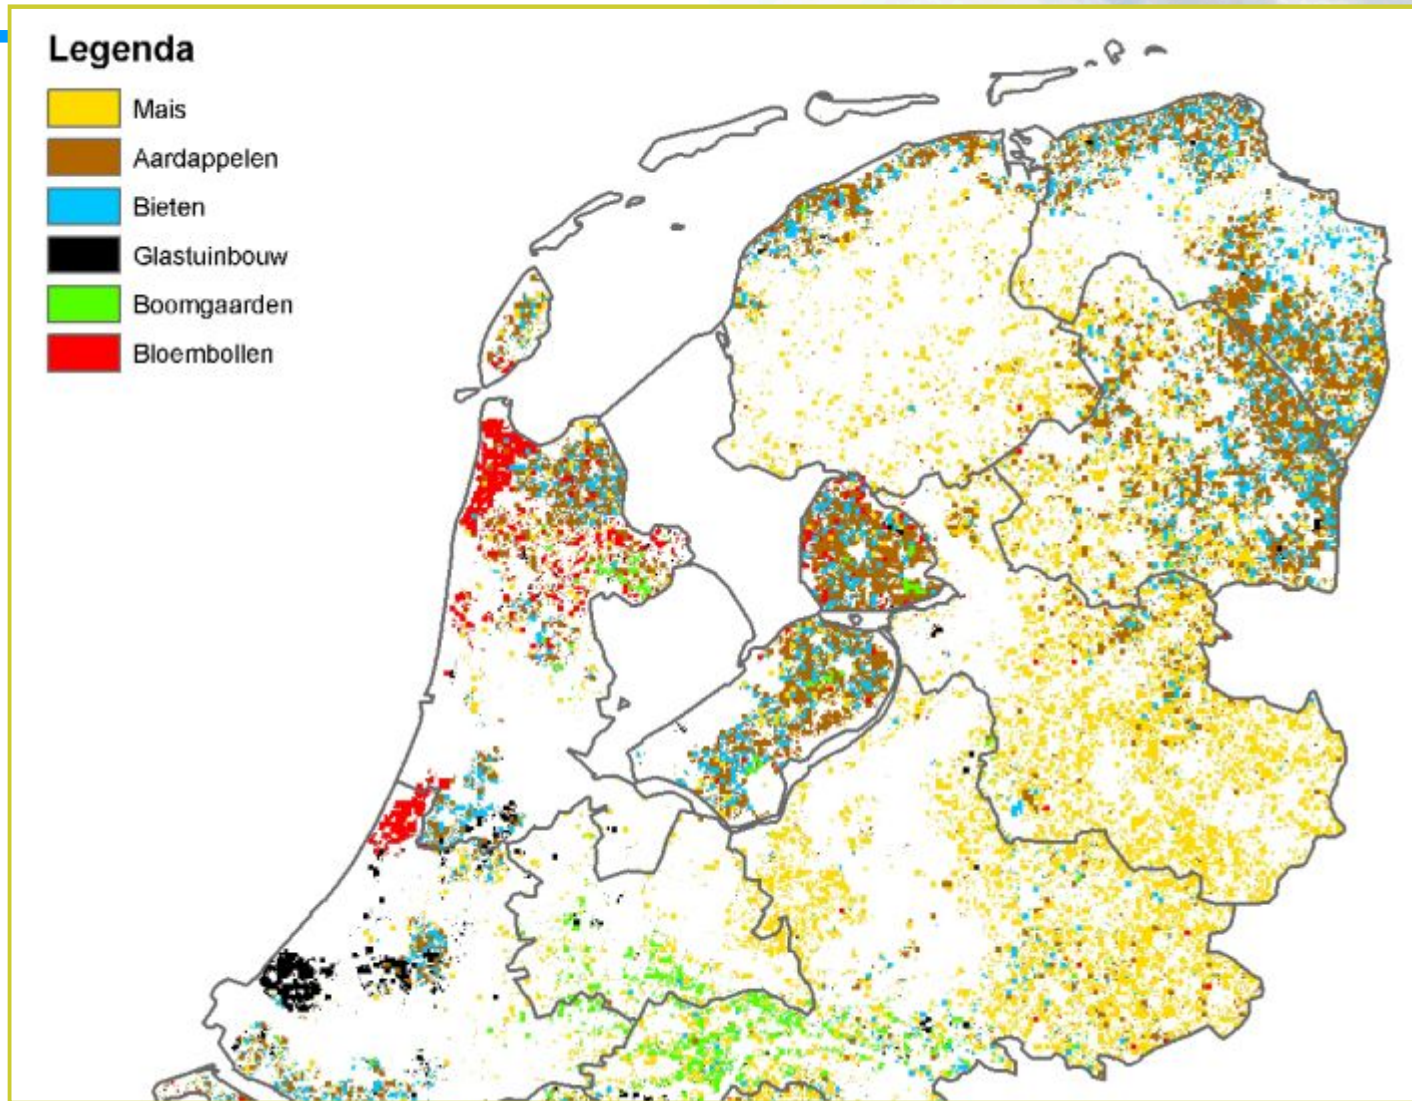 Legenda
Mais
Aardappelen
Bieten
Glastuinbouw
Boomgaarden
Bloembollen